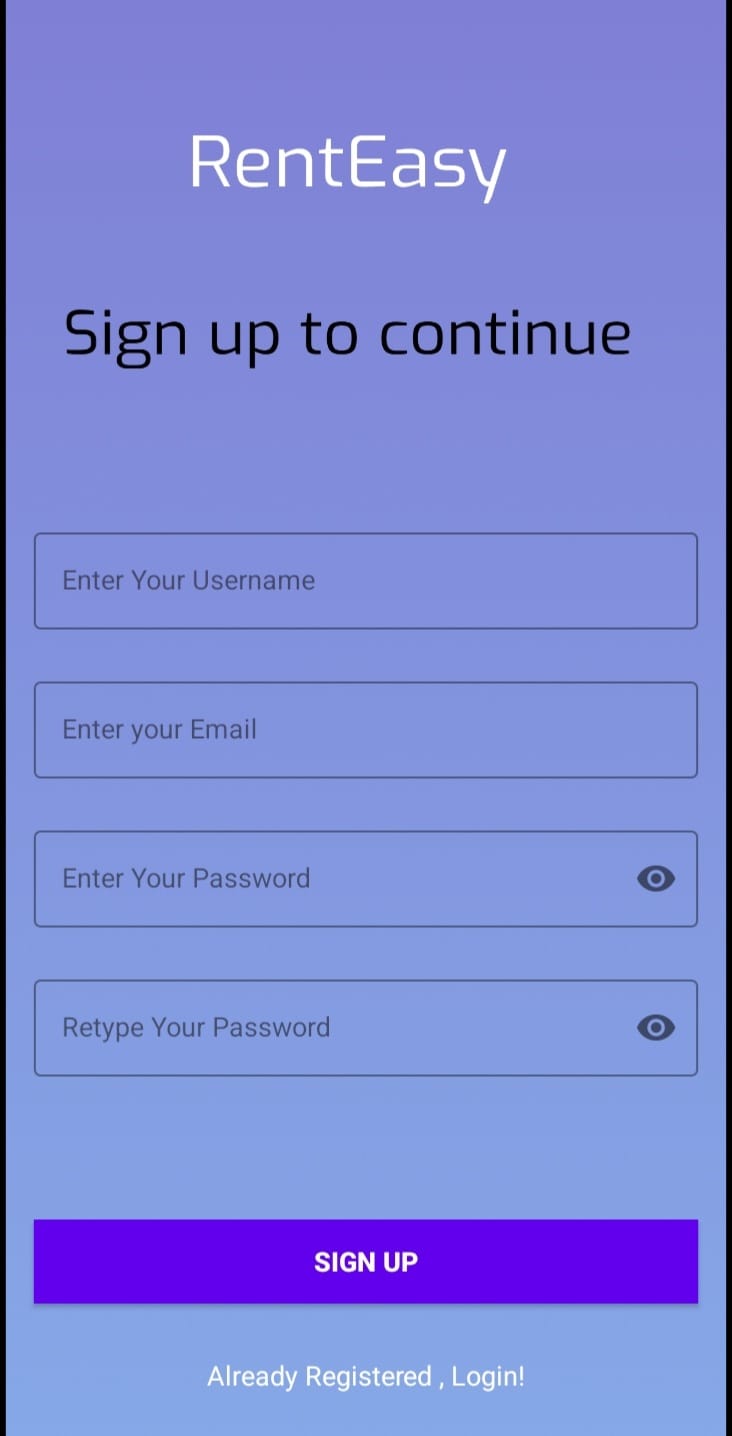 RentEasy
Sign up to continue
Enter Your Username
Enter your Email
Enter Your Password
Retype Your Password
SIGN UP
Already Registered , Login!